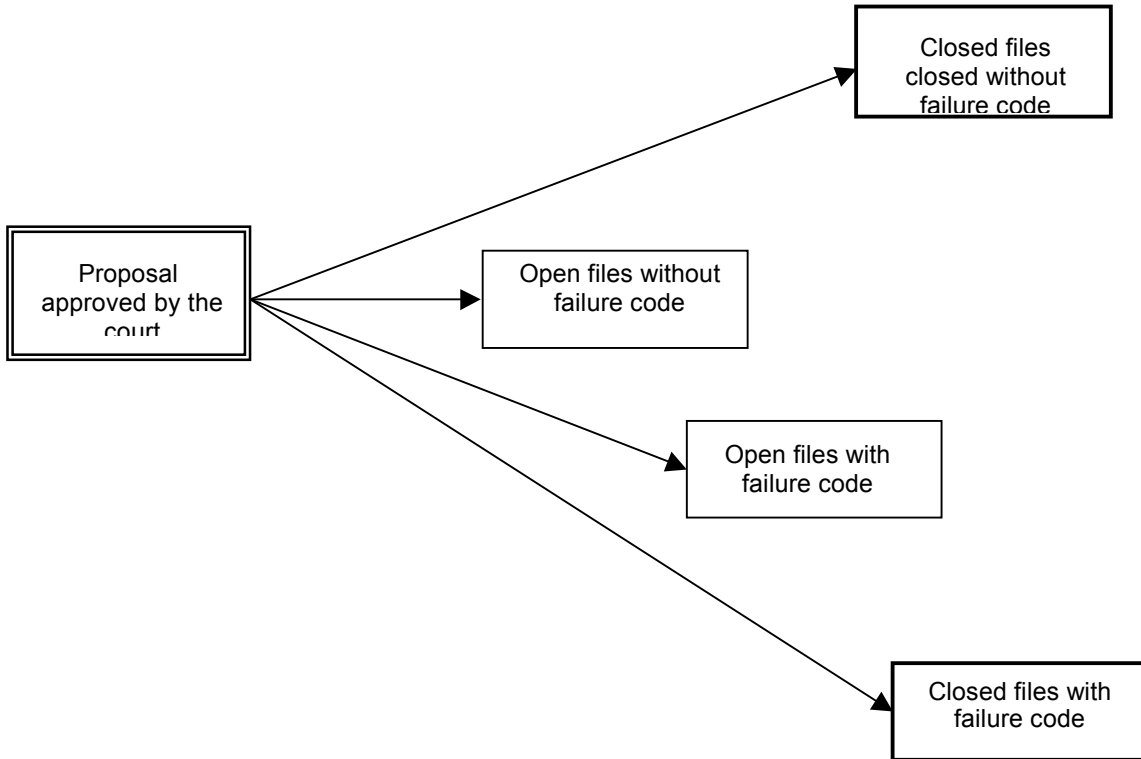 Closed files
closed without
failure code
Proposal
approved by the
court
Open files without
failure code
Open files with
failure code
Closed files with
failure code